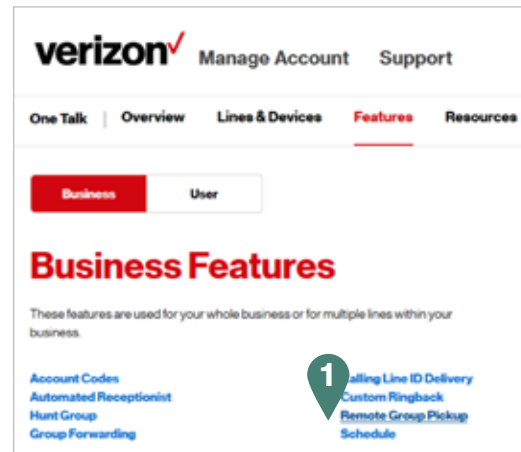 verizon Manage Account Support
One Talk | Overview Lines & Devices Features Resources
Business User
Business Features
These features are used for your whole business or for multiple lines within your
business.
Account Codes
Automated Receptionist
Hunt Group
Group Forwarding
1
alling Line ID Delivery
Custom Ringback
Remote Group Pickup
Schedule